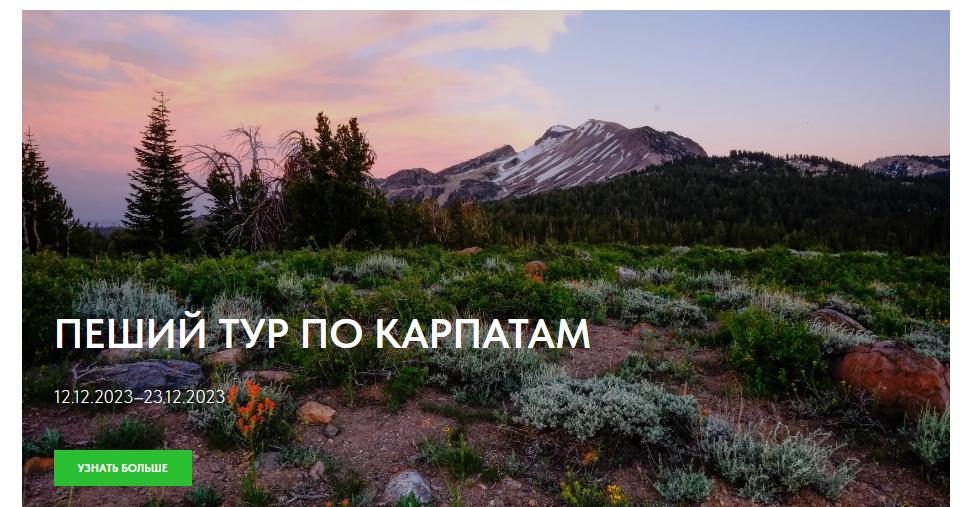 ПЕШИЙ ТУР ПО КАРПАТАМ
12.12.2023–23.12.2023
УЗНАТЬ БОЛЬШЕ